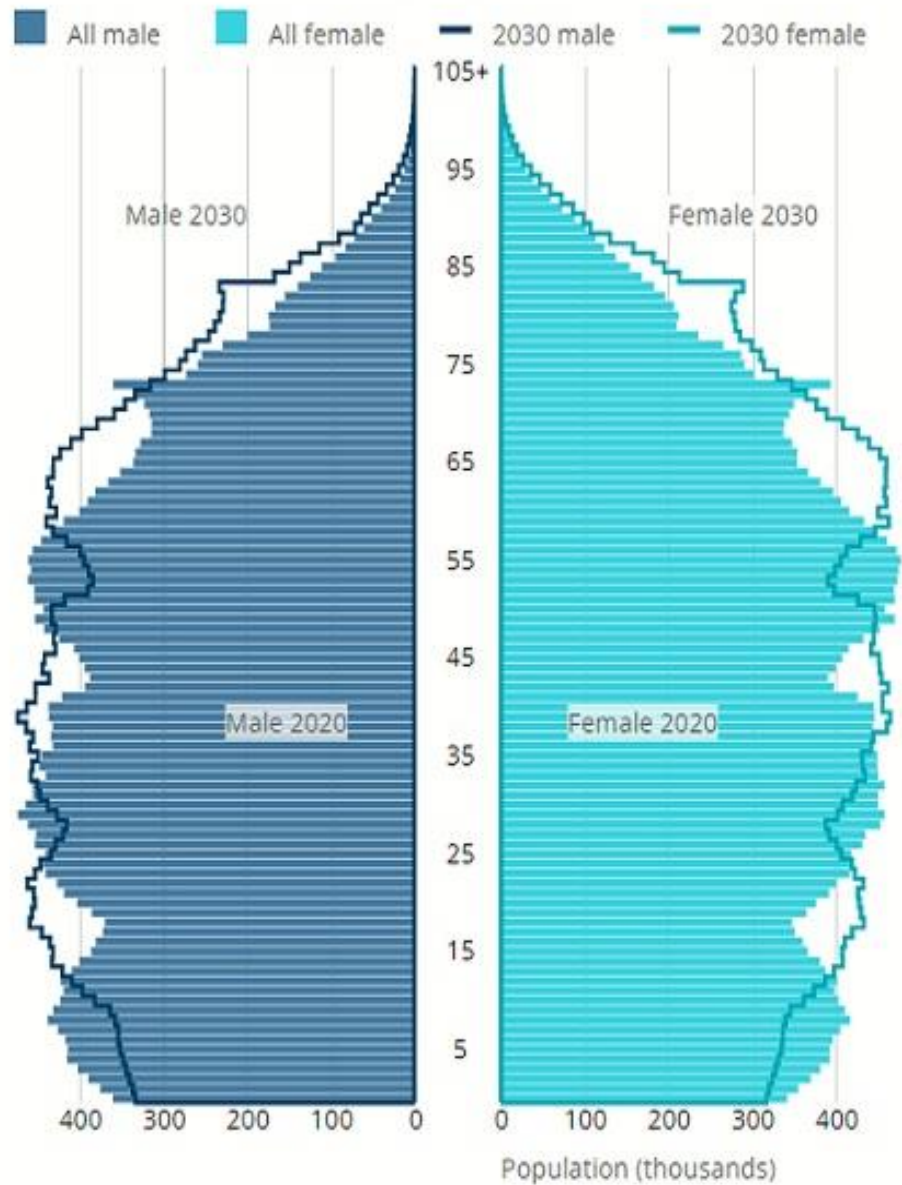 All male All female 2030 male 2030 female
105+
95
Male 2030 Female 2030
85
75
65
55
45
Male 2020 Female 2020
35
25
15
5
400 300 200 100 0 0 100 200 300 400
Population (thousands)